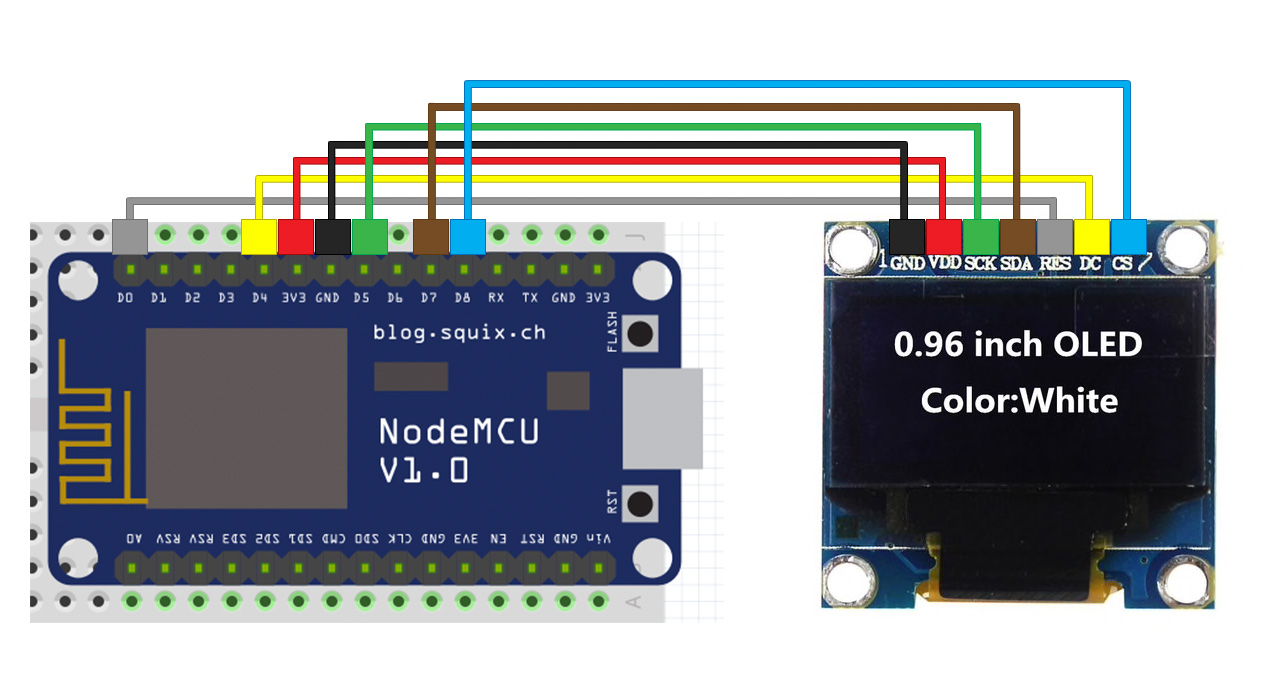 J
D0 D1 D2 D3 D4 3V3 GND D5 D6 D7 D8 RX TX GND 3V3
blog.squix.ch
FLASH
NodeMCU
V1.0
RST
A0 RSV RSV SD3 SD2 SD1 CMD SD0 CLK GND 3V3 EN RST GND Vin
A
1 GND VDD SCK SDA RES DC CS 7
0.96 inch OLED
Color:White